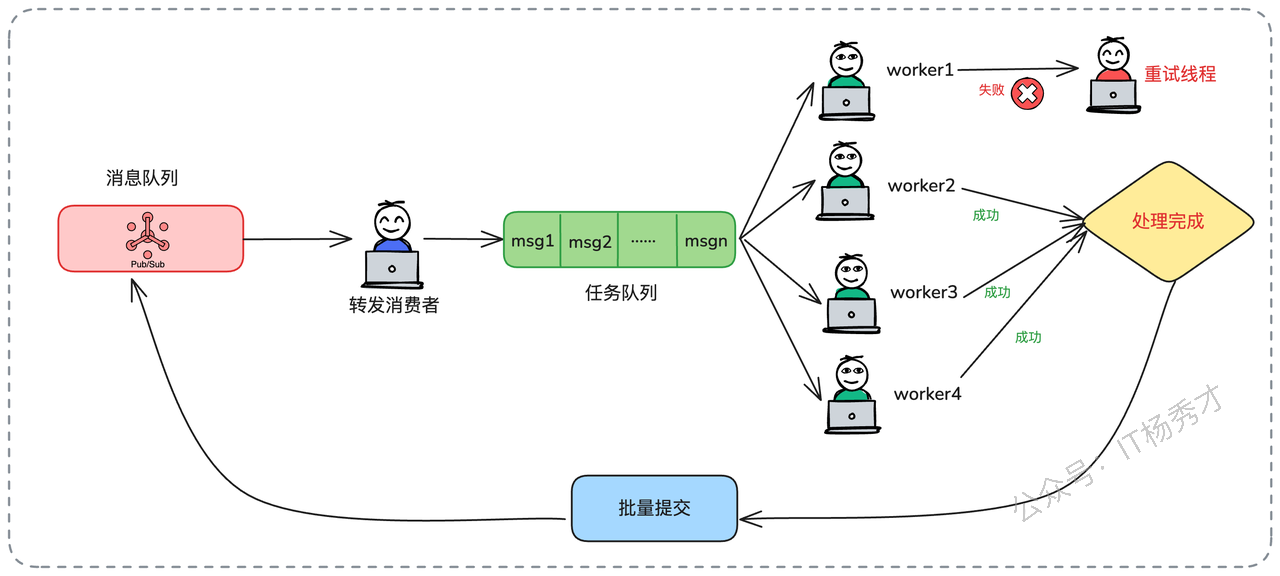 消息队列
Pub/Sub
转发消费者
msg1
msg2
······
msgn
任务队列
worker1
失败
重试线程
worker2
成功
worker3
成功
worker4
成功
处理完成
批量提交
公众号：IT杨秀才